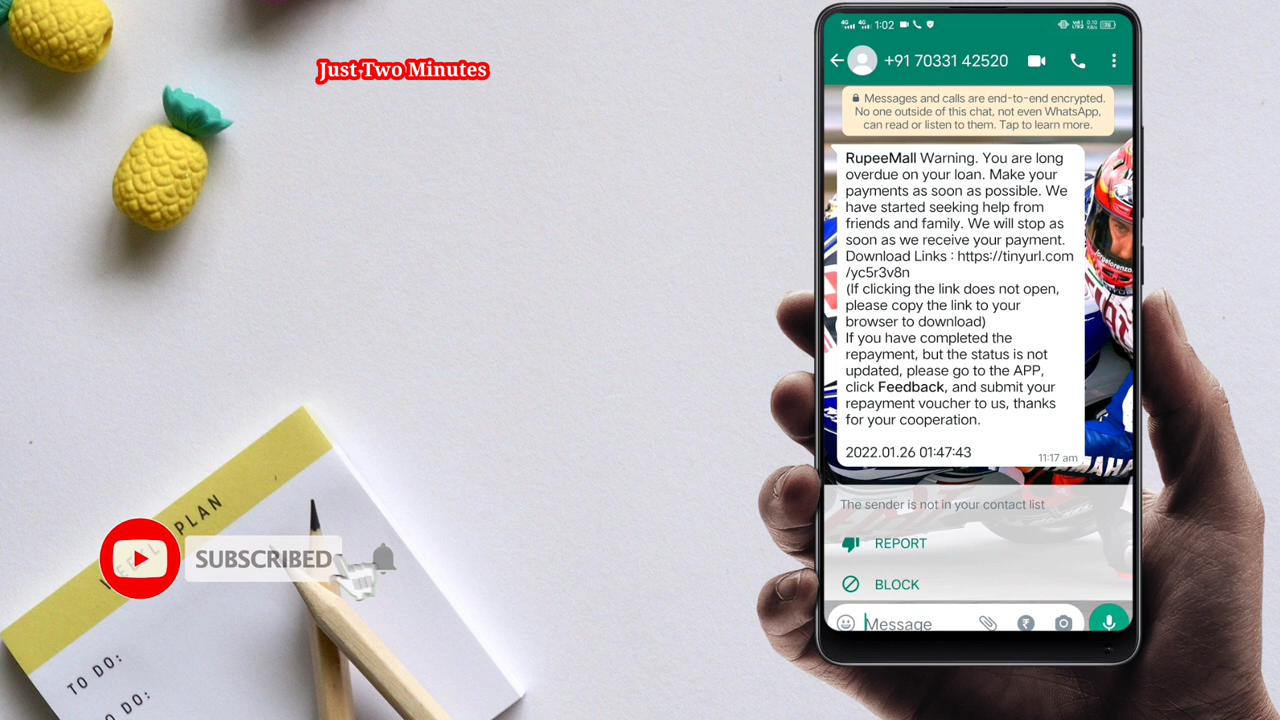 Just Two Minutes
4G 4G 1:02
+91 70331 42520
Messages and calls are end-to-end encrypted.
No one outside of this chat, not even WhatsApp,
can read or listen to them. Tap to learn more.
RupeeMall Warning. You are long
overdue on your loan. Make your
payments as soon as possible. We
have started seeking help from
friends and family. We will stop as
soon as we receive your payment.
Download Links : https://tinyurl.com
/yc5r3v8n
(If clicking the link does not open,
please copy the link to your
browser to download)
If you have completed the
repayment, but the status is not
updated, please go to the APP,
click Feedback, and submit your
repayment voucher to us, thanks
for your cooperation.
2022.01.26 01:47:43
11:17 am
YAMAHA
The sender is not in your contact list
REPORT
BLOCK
Message
PLAN
SUBSCRIBED
TO DO:
O DO: